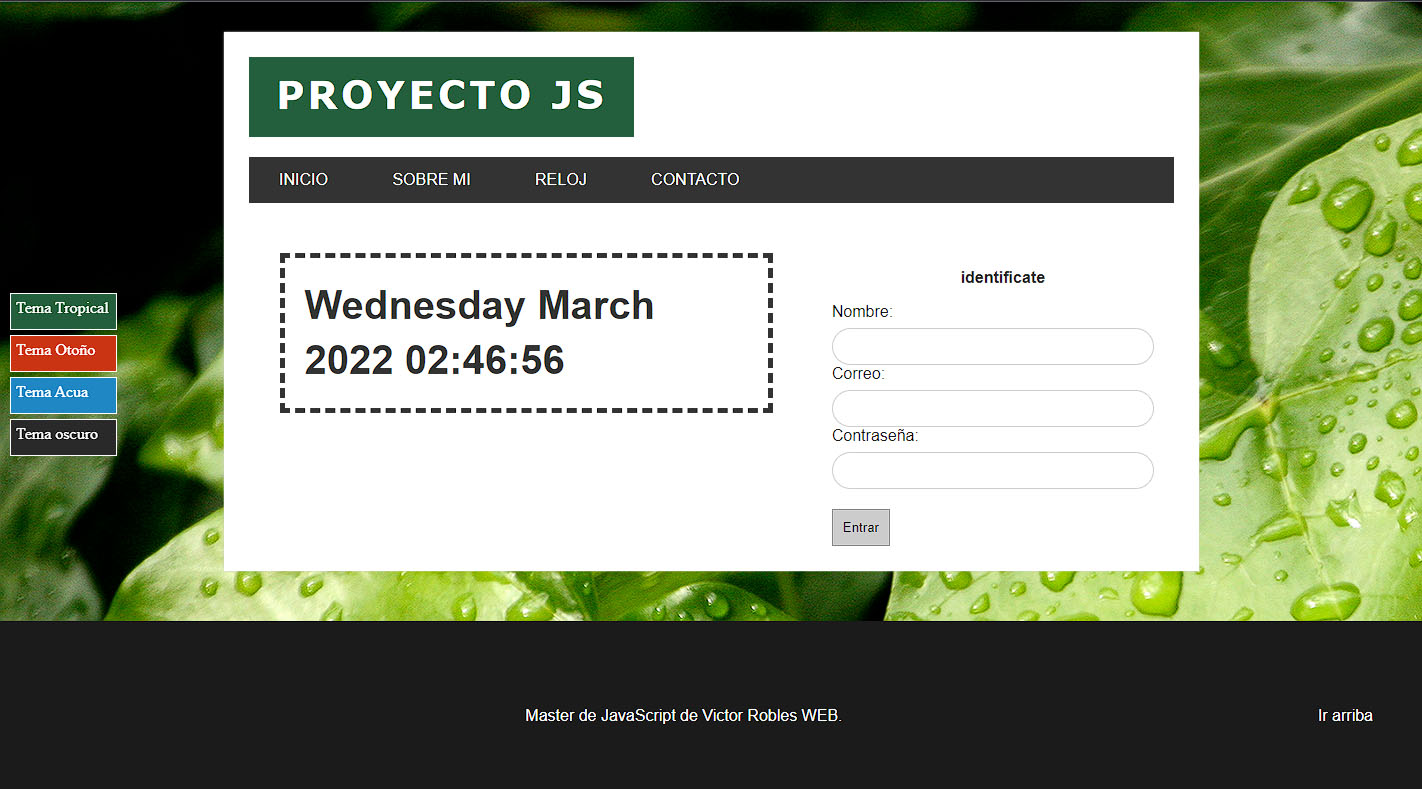 PROYECTO JS
INICIO SOBRE MI RELOJ CONTACTO
Tema Tropical
Tema Otoño
Tema Acua
Tema oscuro
Wednesday March
2022 02:46:56
identificate
Nombre:
Correo:
Contraseña:
Entrar
Master de JavaScript de Victor Robles WEB.
Ir arriba